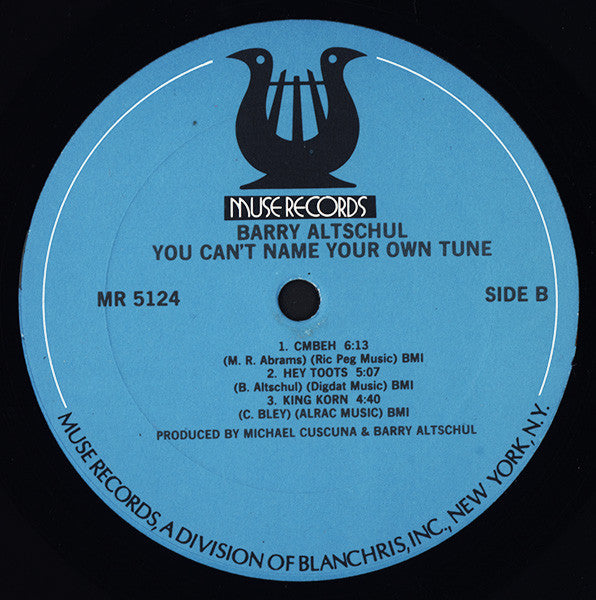 MUSE RECORDS
BARRY ALTSCHUL
YOU CAN'T NAME YOUR OWN TUNE
MR 5124
SIDE B
1. CMBEH 6:13
(M. R. Abrams) (Ric Peg Music) BMI
2. HEY TOOTS 5:07
(B. Altschul) (Digdat Music) BMI
3. KING KORN 4:40
(C. BLEY) (ALRAC MUSIC) BMI
PRODUCED BY MICHAEL CUSCUNA & BARRY ALTSCHUL
MUSE RECORDS, A DIVISION OF BLANCHRIS, INC., NEW YORK, N.Y.